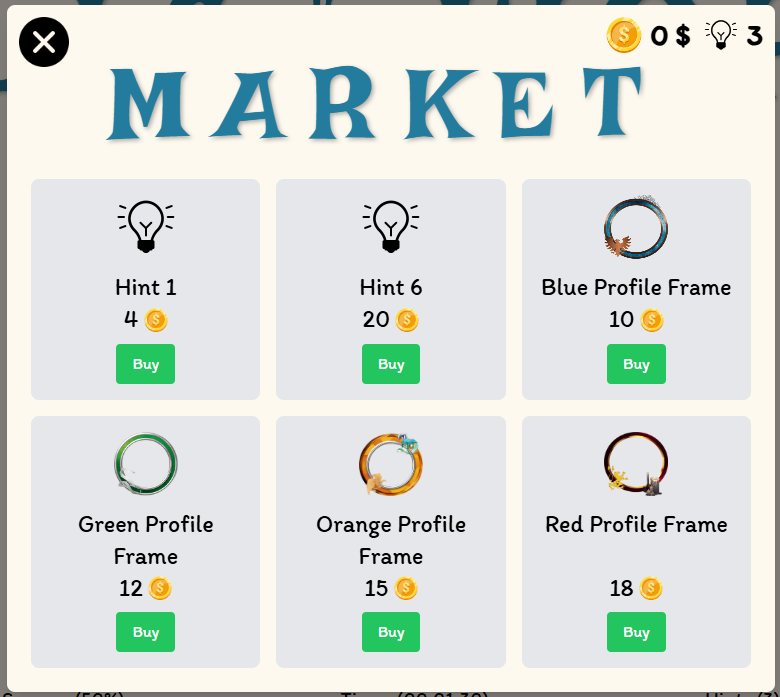 0 $ 3
MARKET
Hint 1
4
Buy
Hint 6
20
Buy
Blue Profile Frame
10
Buy
Green Profile
Frame
12
Buy
Orange Profile
Frame
15
Buy
Red Profile Frame
18
Buy